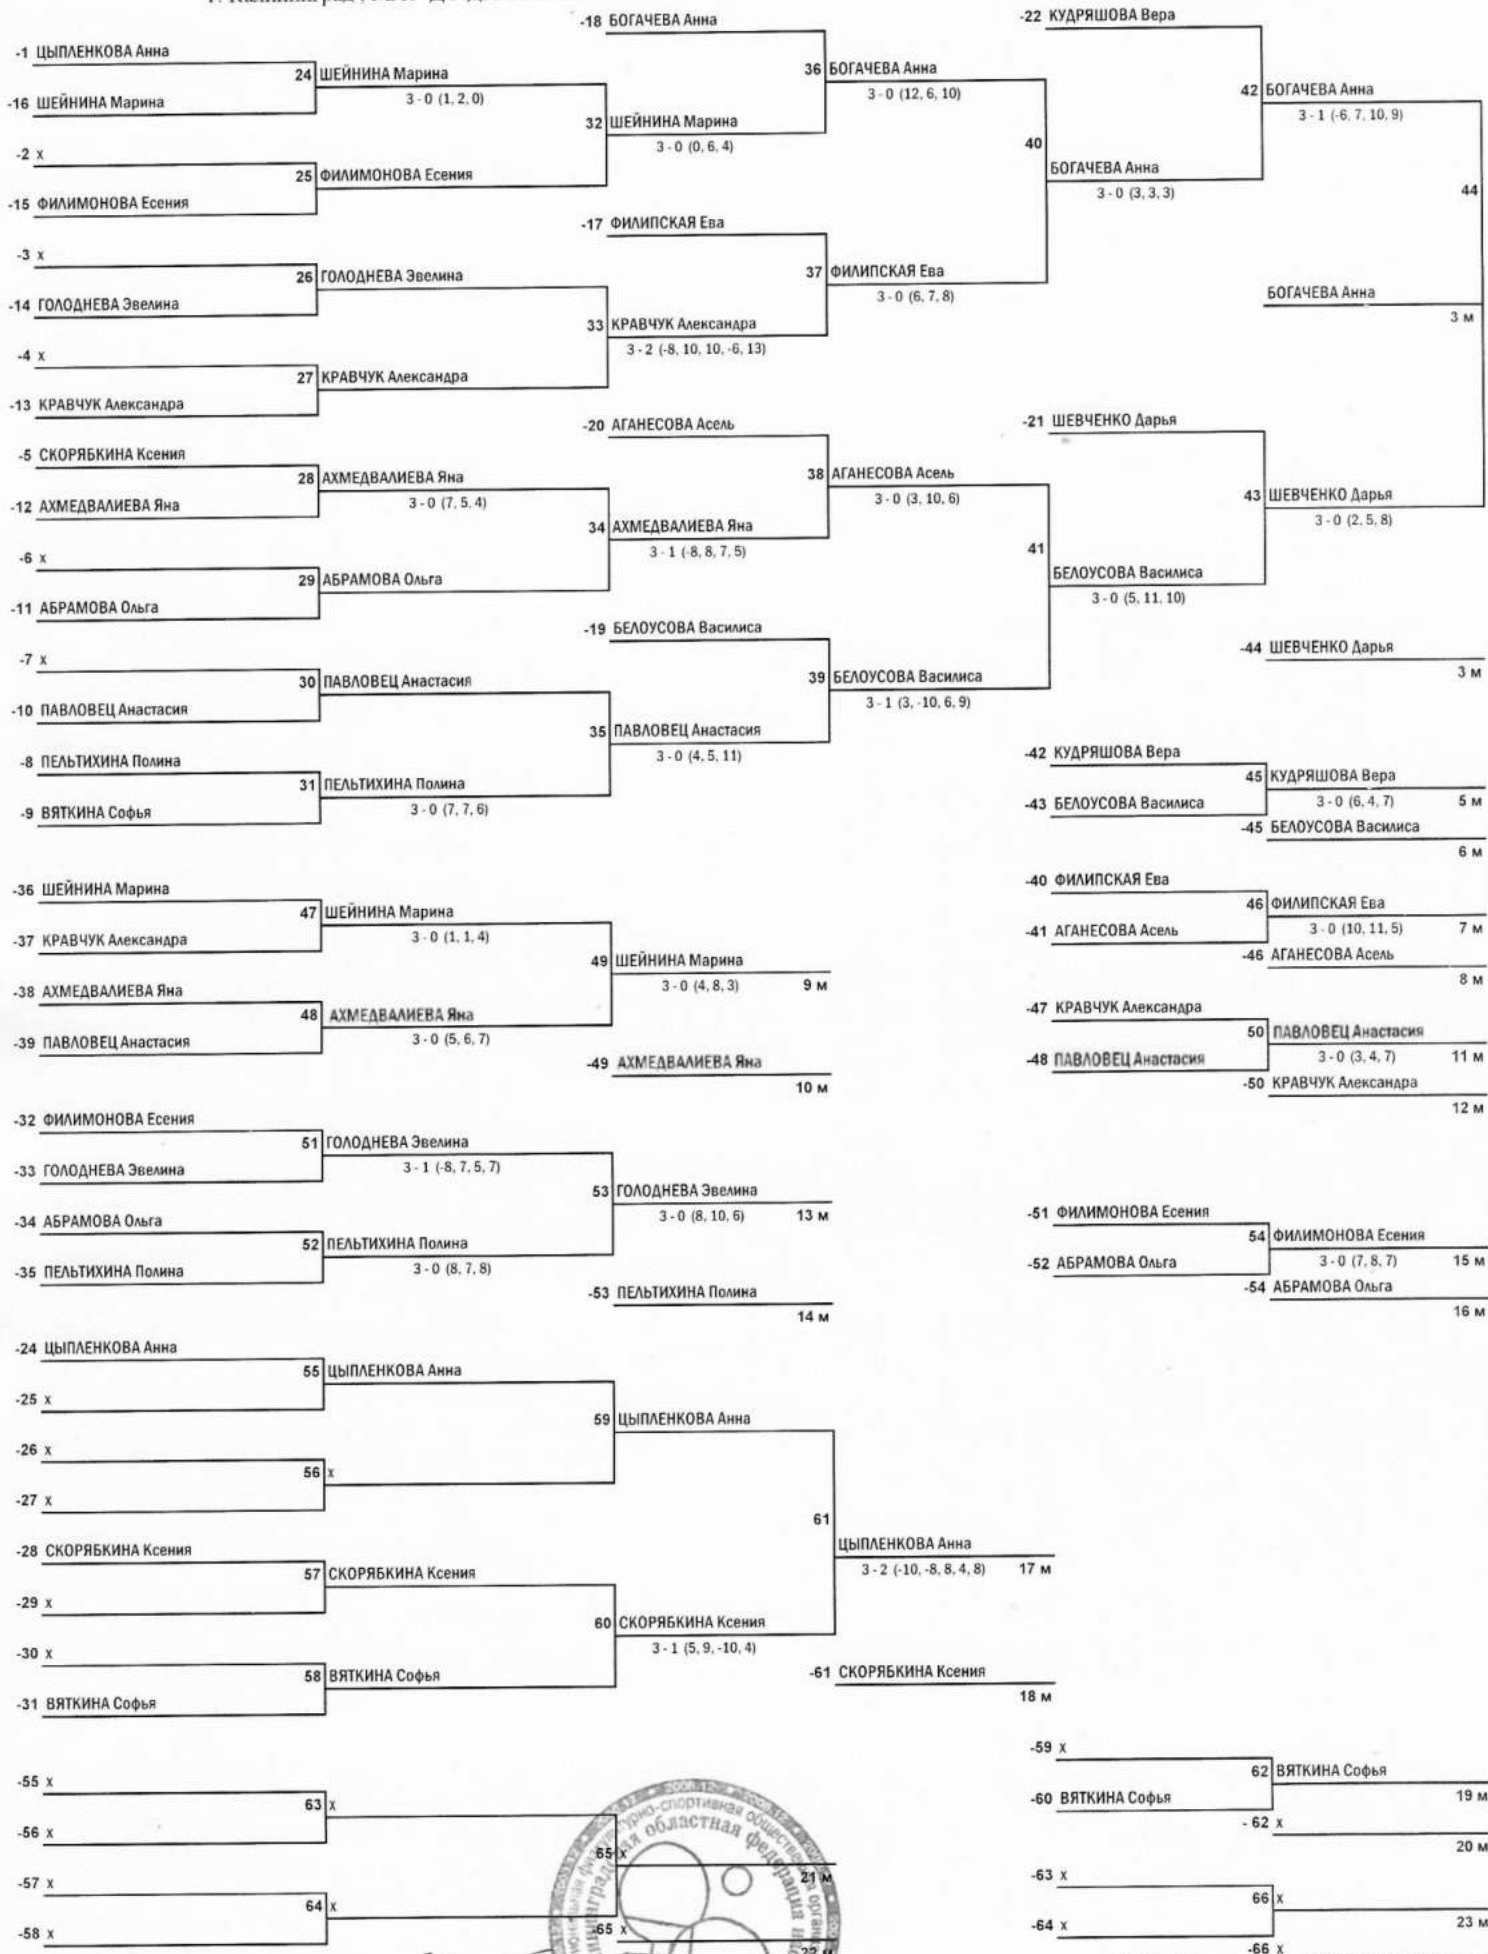 -1 ЦЫПЛЕНКОВА Анна
-16 ШЕЙНИНА Марина
24 ШЕЙНИНА Марина
3 - 0 (1, 2, 0)
-2 x
-15 ФИЛИМОНОВА Есения
25 ФИЛИМОНОВА Есения
-3 x
-14 ГОЛОДНЕВА Эвелина
26 ГОЛОДНЕВА Эвелина
-4 x
-13 КРАВЧУК Александра
27 КРАВЧУК Александра
-5 СКОРЯБКИНА Ксения
-12 АХМЕДВАЛИЕВА Яна
28 АХМЕДВАЛИЕВА Яна
3 - 0 (7, 5, 4)
-6 x
-11 АБРАМОВА Ольга
29 АБРАМОВА Ольга
-7 x
-10 ПАВЛОВЕЦ Анастасия
30 ПАВЛОВЕЦ Анастасия
-8 ПЕЛЬТИХИНА Полина
-9 ВЯТКИНА Софья
31 ПЕЛЬТИХИНА Полина
3 - 0 (7, 7, 6)
32 ШЕЙНИНА Марина
3 - 0 (0, 6, 4)
33 КРАВЧУК Александра
3 - 2 (-8, 10, 10, -6, 13)
34 АХМЕДВАЛИЕВА Яна
3 - 1 (-8, 8, 7, 5)
35 ПАВЛОВЕЦ Анастасия
3 - 0 (4, 5, 11)
-18 БОГАЧЕВА Анна
36 БОГАЧЕВА Анна
3 - 0 (12, 6, 10)
-17 ФИЛИПСКАЯ Ева
37 ФИЛИПСКАЯ Ева
3 - 0 (6, 7, 8)
-20 АГАНЕСОВА Асель
38 АГАНЕСОВА Асель
3 - 0 (3, 10, 6)
-19 БЕЛОУСОВА Василиса
39 БЕЛОУСОВА Василиса
3 - 1 (3, -10, 6, 9)
40 БОГАЧЕВА Анна
3 - 0 (3, 3, 3)
41 БЕЛОУСОВА Василиса
3 - 0 (5, 11, 10)
-22 КУДРЯШОВА Вера
42 БОГАЧЕВА Анна
3 - 1 (-6, 7, 10, 9)
-21 ШЕВЧЕНКО Дарья
43 ШЕВЧЕНКО Дарья
3 - 0 (2, 5, 8)
44
БОГАЧЕВА Анна
3 м
-44 ШЕВЧЕНКО Дарья
3 м
-42 КУДРЯШОВА Вера
-43 БЕЛОУСОВА Василиса
45 КУДРЯШОВА Вера
3 - 0 (6, 4, 7) 5 м
-45 БЕЛОУСОВА Василиса
6 м
-40 ФИЛИПСКАЯ Ева
-41 АГАНЕСОВА Асель
46 ФИЛИПСКАЯ Ева
3 - 0 (10, 11, 5) 7 м
-46 АГАНЕСОВА Асель
8 м
-36 ШЕЙНИНА Марина
-37 КРАВЧУК Александра
47 ШЕЙНИНА Марина
3 - 0 (1, 1, 4)
-38 АХМЕДВАЛИЕВА Яна
-39 ПАВЛОВЕЦ Анастасия
48 АХМЕДВАЛИЕВА Яна
3 - 0 (5, 6, 7)
49 ШЕЙНИНА Марина
3 - 0 (4, 8, 3) 9 м
-49 АХМЕДВАЛИЕВА Яна
10 м
-47 КРАВЧУК Александра
-48 ПАВЛОВЕЦ Анастасия
50 ПАВЛОВЕЦ Анастасия
3 - 0 (3, 4, 7) 11 м
-50 КРАВЧУК Александра
12 м
-32 ФИЛИМОНОВА Есения
-33 ГОЛОДНЕВА Эвелина
51 ГОЛОДНЕВА Эвелина
3 - 1 (-8, 7, 5, 7)
-34 АБРАМОВА Ольга
-35 ПЕЛЬТИХИНА Полина
52 ПЕЛЬТИХИНА Полина
3 - 0 (8, 7, 8)
53 ГОЛОДНЕВА Эвелина
3 - 0 (8, 10, 6) 13 м
-53 ПЕЛЬТИХИНА Полина
14 м
-51 ФИЛИМОНОВА Есения
-52 АБРАМОВА Ольга
54 ФИЛИМОНОВА Есения
3 - 0 (7, 8, 7) 15 м
-54 АБРАМОВА Ольга
16 м
-24 ЦЫПЛЕНКОВА Анна
-25 x
55 ЦЫПЛЕНКОВА Анна
-26 x
-27 x
56 x
-28 СКОРЯБКИНА Ксения
-29 x
57 СКОРЯБКИНА Ксения
-30 x
-31 ВЯТКИНА Софья
58 ВЯТКИНА Софья
59 ЦЫПЛЕНКОВА Анна
60 СКОРЯБКИНА Ксения
3 - 1 (5, 9, -10, 4)
61 ЦЫПЛЕНКОВА Анна
3 - 2 (-10, -8, 8, 4, 8) 17 м
-61 СКОРЯБКИНА Ксения
18 м
-59 x
-60 ВЯТКИНА Софья
62 ВЯТКИНА Софья
19 м
- 62 x
20 м
-55 x
-56 x
63 x
-57 x
-58 x
64 x
65 x
21 м
-65 x
22 м
-63 x
-64 x
66 x
23 м
-66 x
областная федерация